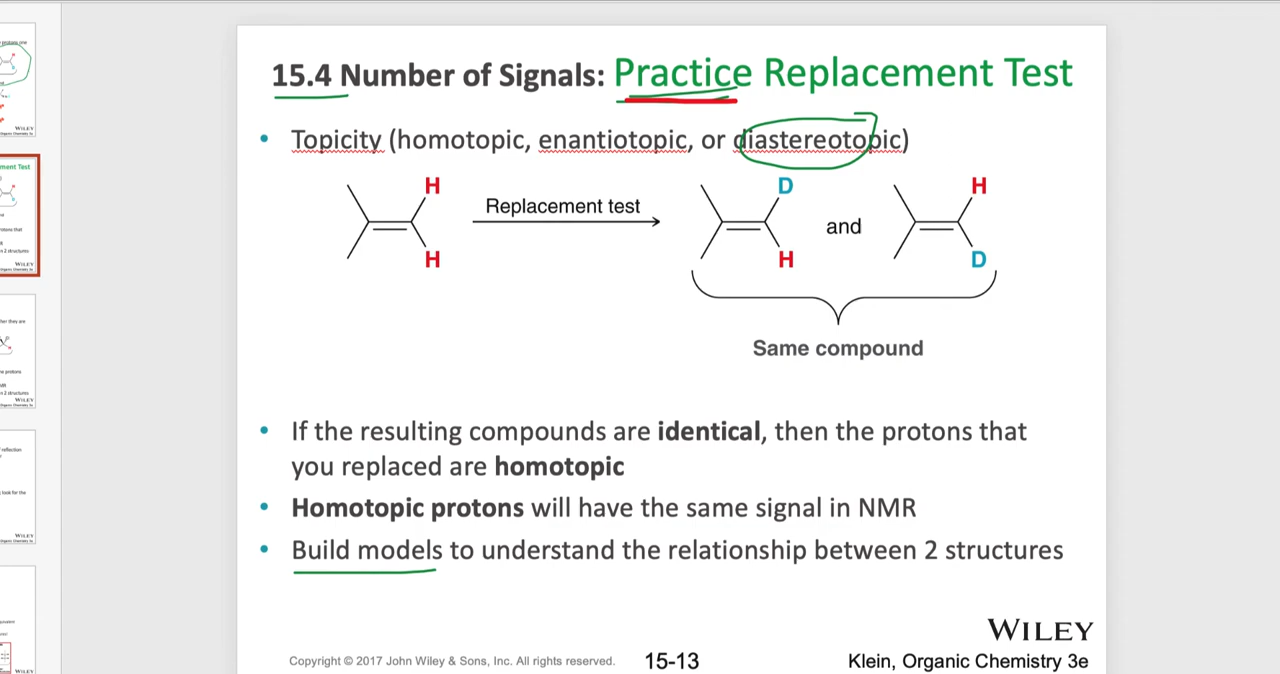 15.4 Number of Signals: Practice Replacement Test
• Topicity (homotopic, enantiotopic, or diastereotopic)
H
H
Replacement test
D
H
and
H
D
Same compound
• If the resulting compounds are identical, then the protons that
you replaced are homotopic
• Homotopic protons will have the same signal in NMR
• Build models to understand the relationship between 2 structures
WILEY
Copyright © 2017 John Wiley & Sons, Inc. All rights reserved.
15-13
Klein, Organic Chemistry 3e